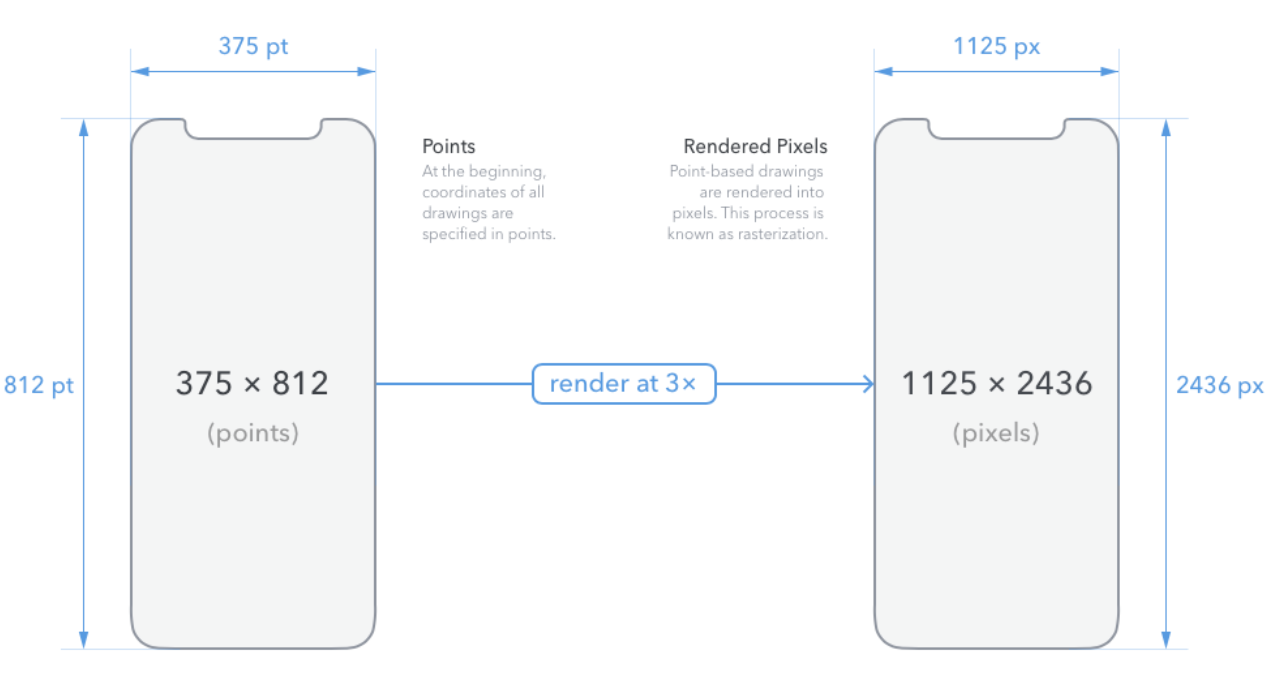 375 pt
1125 px
Points
At the beginning,
coordinates of all
drawings are
specified in points.
Rendered Pixels
Point-based drawings
are rendered into
pixels. This process is
known as rasterization.
812 pt
375 × 812
(points)
render at 3×
1125 × 2436
(pixels)
2436 px